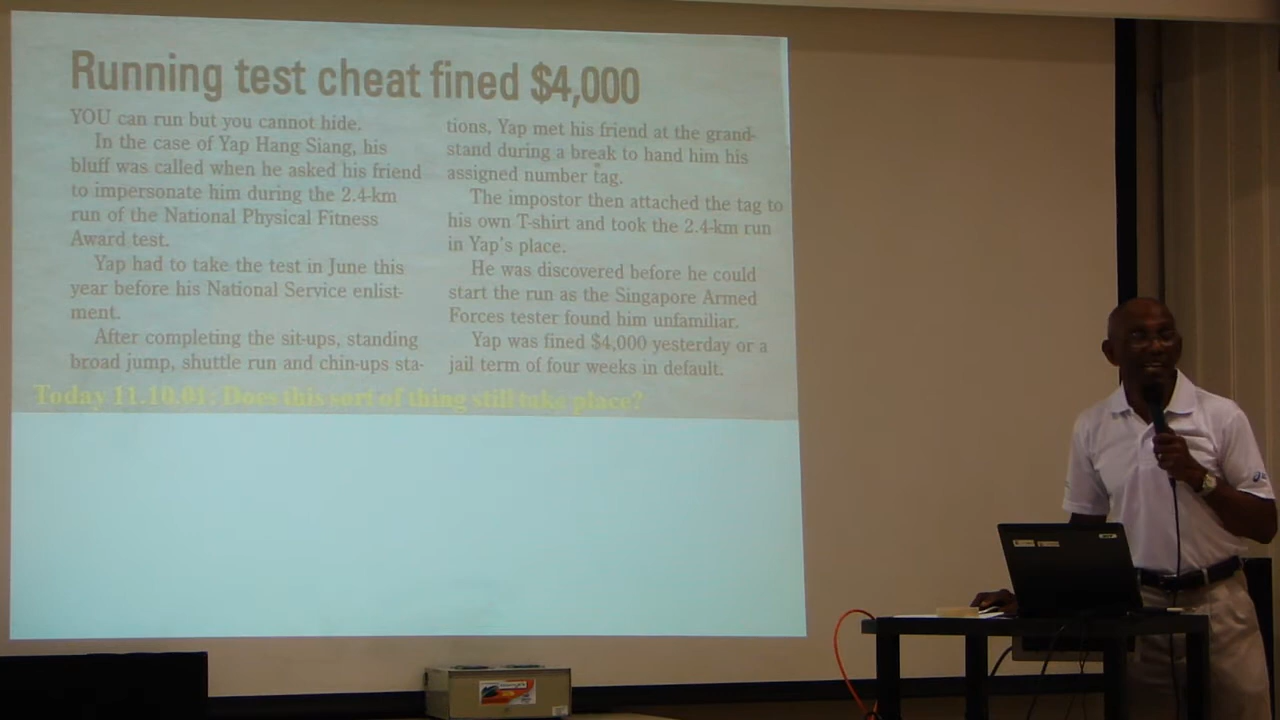 Running test cheat fined $4,000
YOU can run but you cannot hide.
In the case of Yap Hang Siang, his
bluff was called when he asked his friend
to impersonate him during the 2.4-km
run of the National Physical Fitness
Award test.
Yap had to take the test in June this
year before his National Service enlist-
ment.
After completing the sit-ups, standing
broad jump, shuttle run and chin-ups sta-
tions, Yap met his friend at the grand-
stand during a break to hand him his
assigned number tag.
The impostor then attached the tag to
his own T-shirt and took the 2.4-km run
in Yap's place.
He was discovered before he could
start the run as the Singapore Armed
Forces tester found him unfamiliar.
Yap was fined $4,000 yesterday or a
jail term of four weeks in default.
Today 11.10.01: Does this sort of thing still take place?
acer